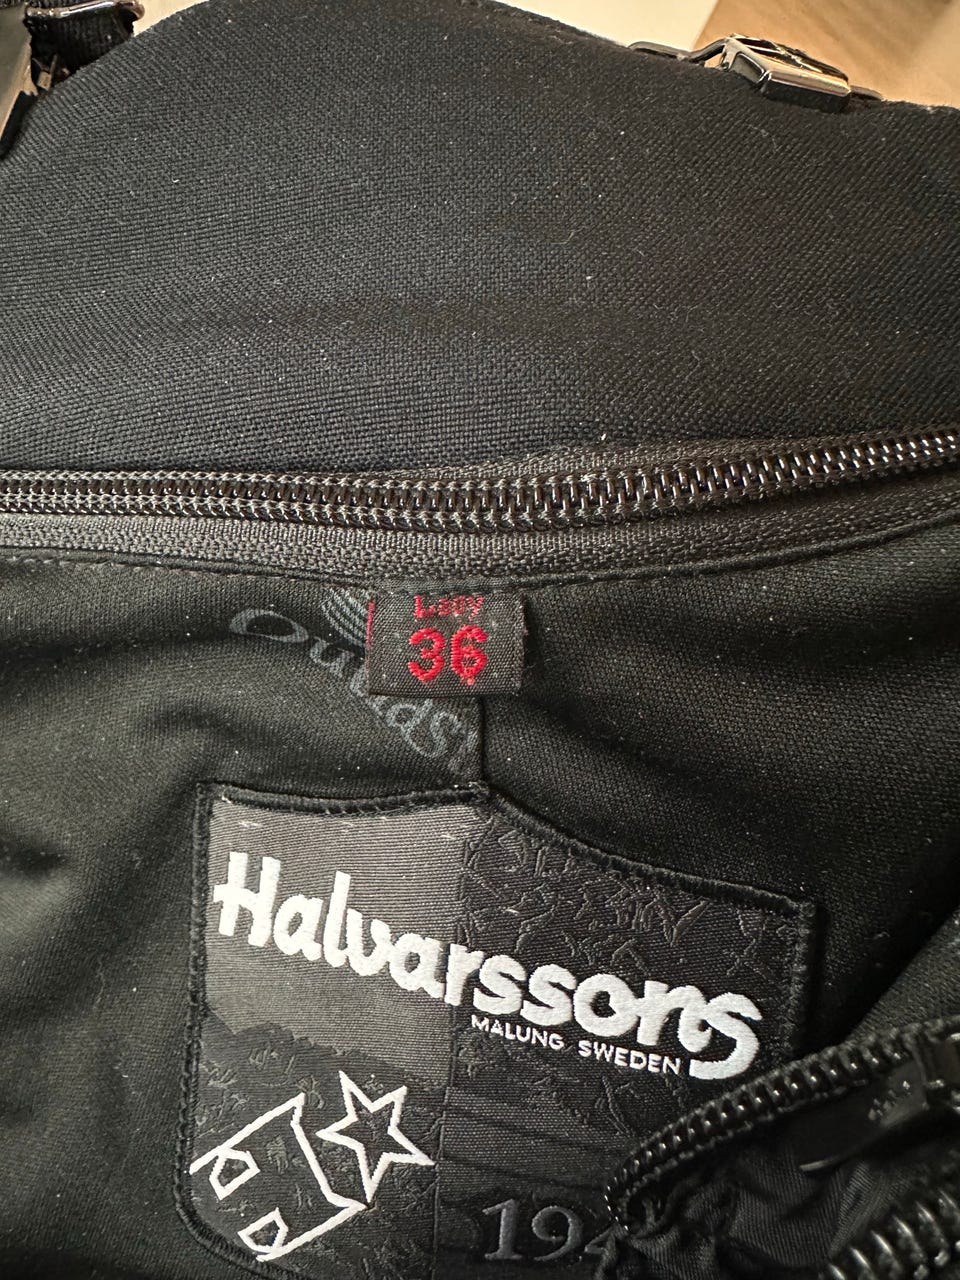 Lady
36
Halvarssons
MALUNG SWEDEN